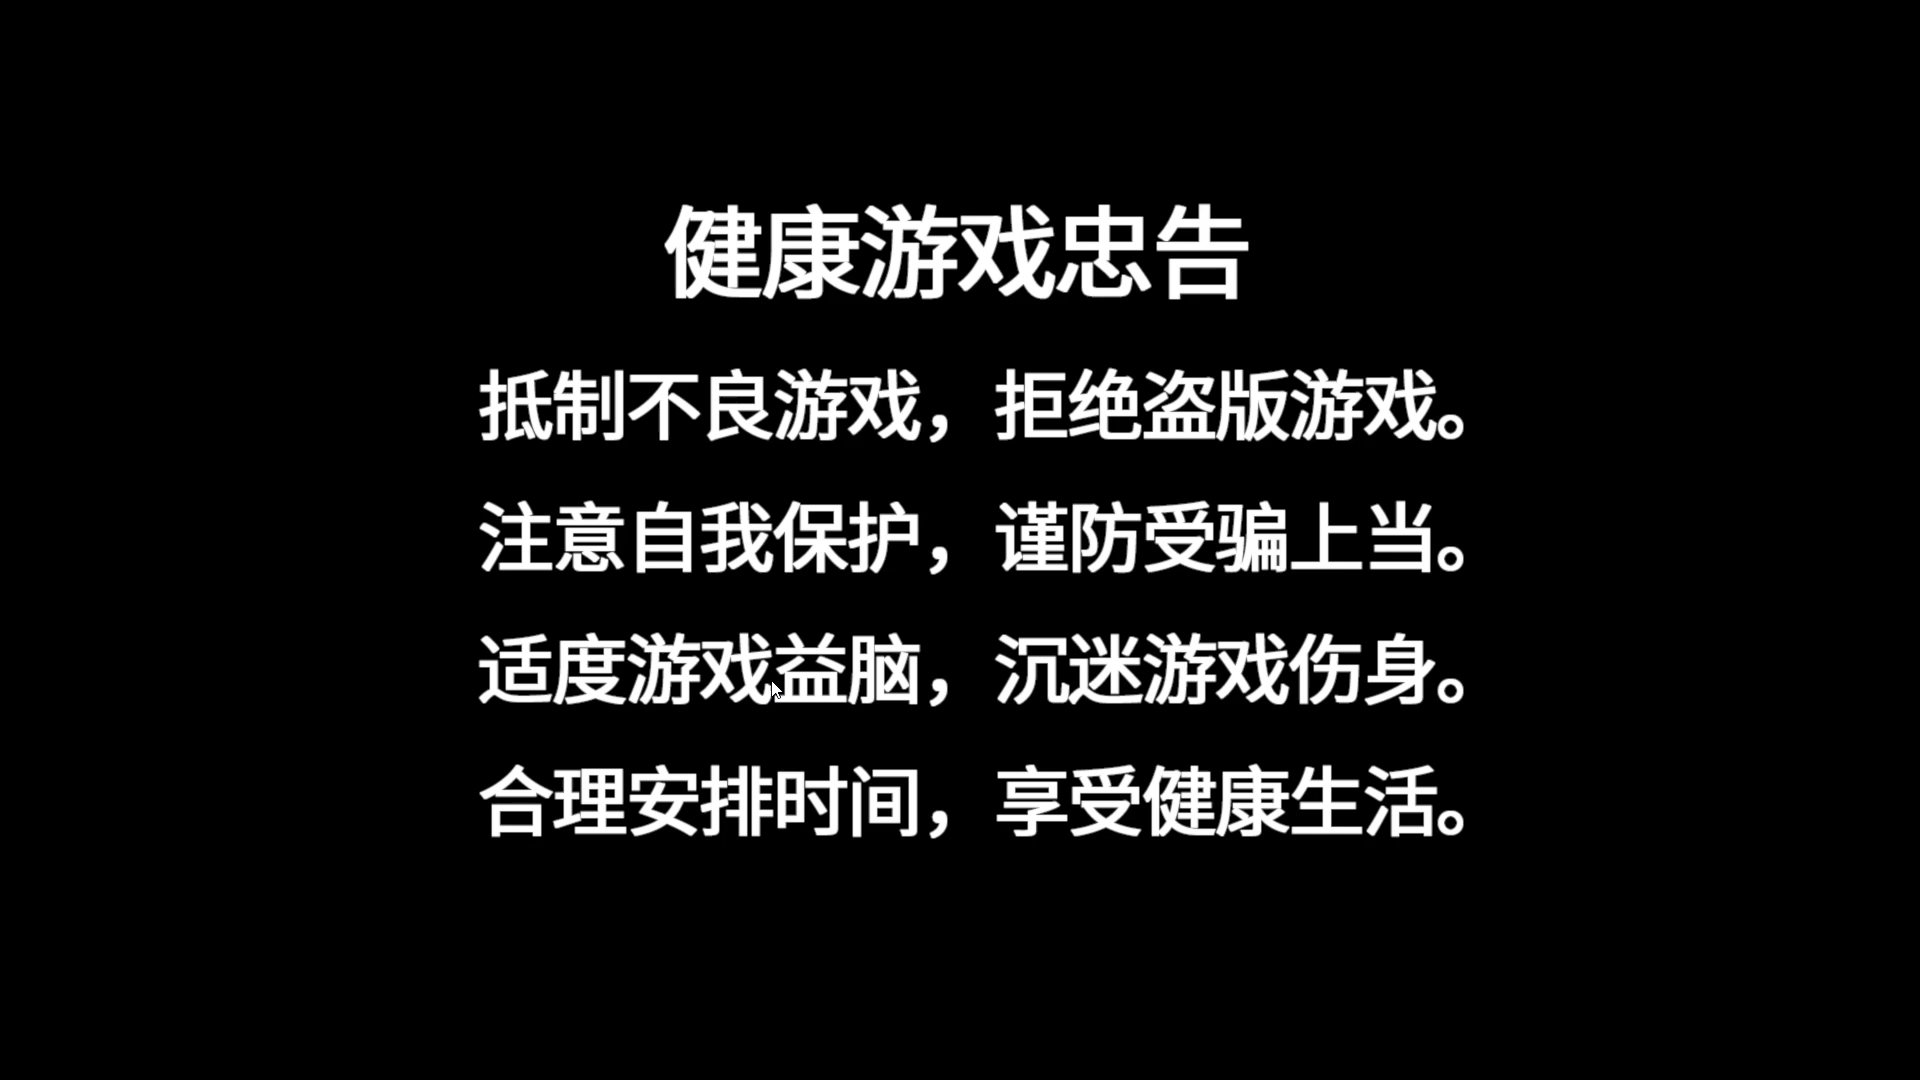 健康游戏忠告
抵制不良游戏，拒绝盗版游戏。
注意自我保护，谨防受骗上当。
适度游戏益脑，沉迷游戏伤身。
合理安排时间，享受健康生活。